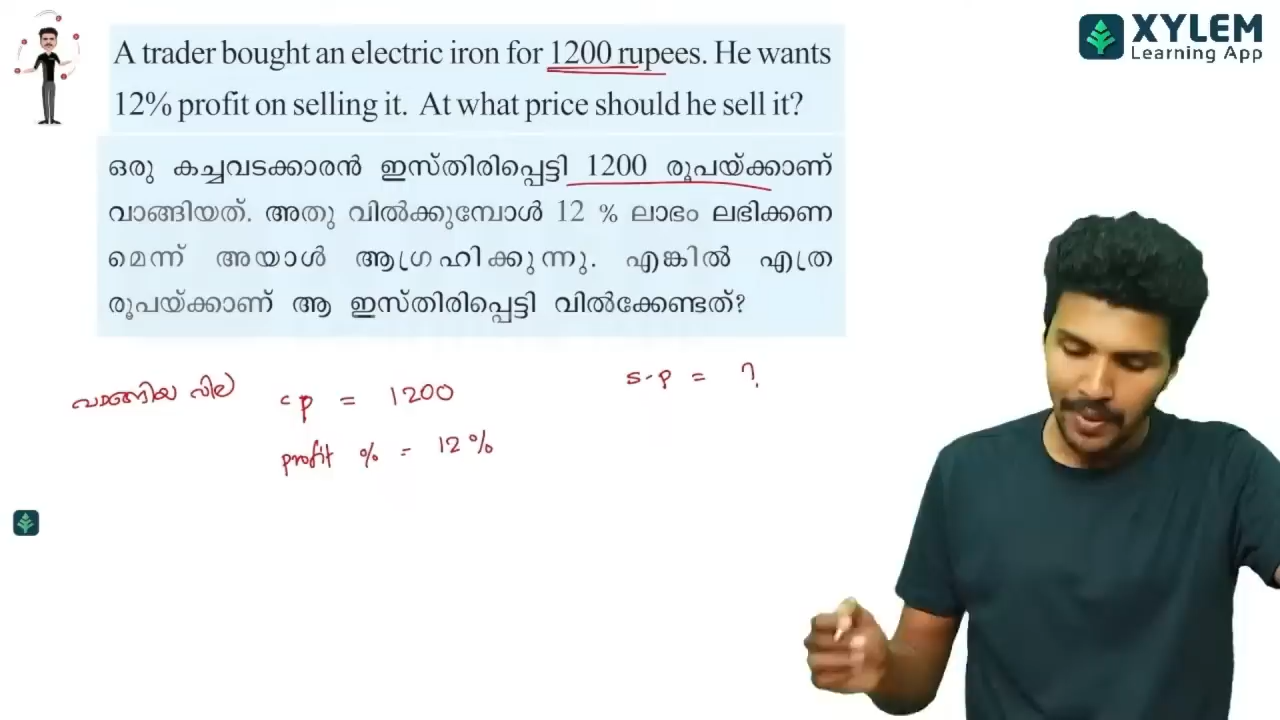 XYLEM
Learning App
A trader bought an electric iron for 1200 rupees. He wants
12% profit on selling it. At what price should he sell it?
ഒരു കച്ചവടക്കാരൻ ഇസ്തിരിപ്പെട്ടി 1200 രൂപയ്ക്കാണ്
വാങ്ങിയത്. അതു വിൽക്കുമ്പോൾ 12 % ലാഭം ലഭിക്കണ
മെന്ന് അയാൾ ആഗ്രഹിക്കുന്നു. എങ്കിൽ എത്ര
രൂപയ്ക്കാണ് ആ ഇസ്തിരിപ്പെട്ടി വിൽക്കേണ്ടത്?
വാങ്ങിയ വില cp = 1200 s.p = ?
profit % = 12%